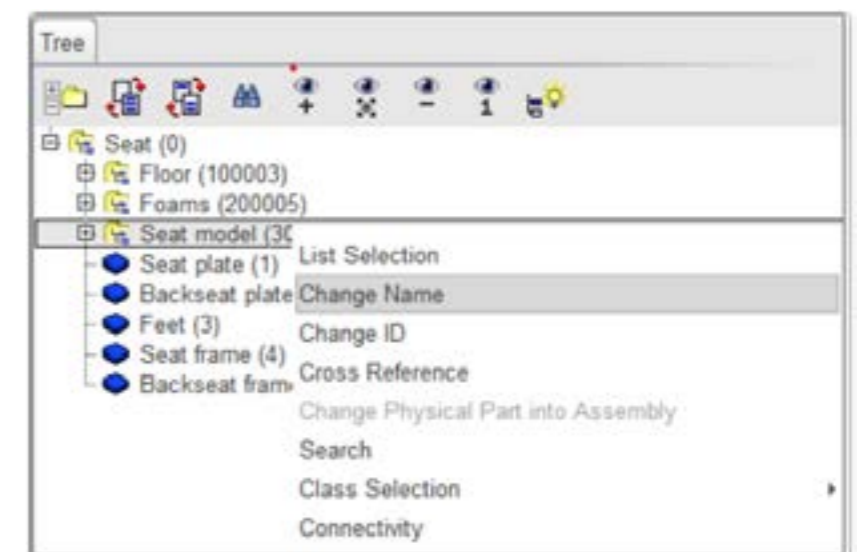 Tree
Seat (0)
Floor (100003)
Foams (200005)
Seat model (30
Seat plate (1)
Backseat plate
Feet (3)
Seat frame (4)
Backseat fram
List Selection
Change Name
Change ID
Cross Reference
Change Physical Part into Assembly
Search
Class Selection
Connectivity